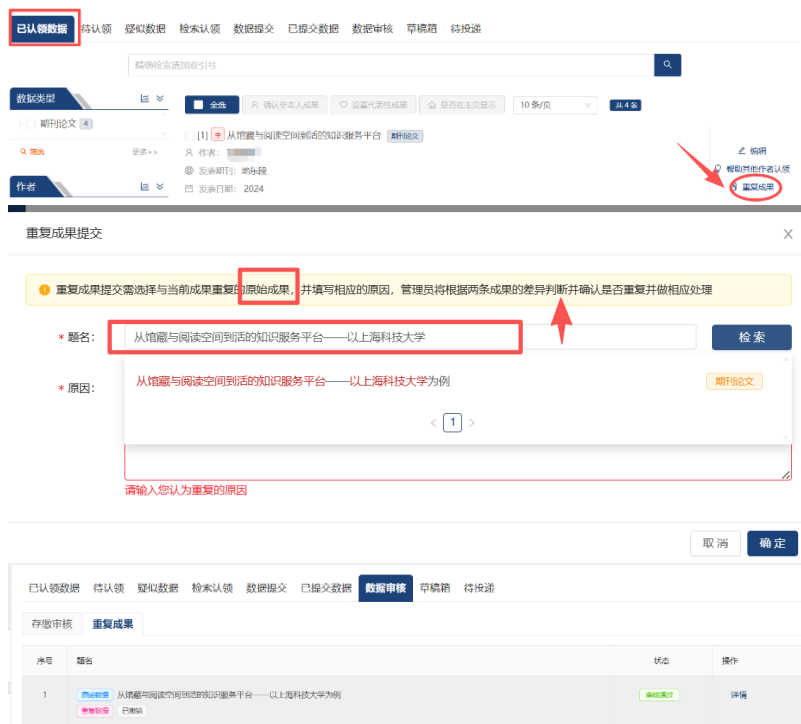 已认领数据 待认领 疑似数据 检索认领 数据提交 已提交数据 数据审核 草稿箱 待投递
精确检索请加双引号
数据类型
期刊论文 4
筛选 更多>>
作者
全选 确认非本人成果 设置代表性成果 是否在主页显示 10 条/页 共 4 条
[1] 从馆藏与阅读空间到活的知识服务平台 期刊论文
作者：
发表期刊：
发表日期： 2024
编辑
帮助其他作者认领
重复成果
重复成果提交
重复成果提交需选择与当前成果重复的原始成果，并填写相应的原因，管理员将根据两条成果的差异判断并确认是否重复并做相应处理
* 题名： 从馆藏与阅读空间到活的知识服务平台——以上海科技大学 检 索
从馆藏与阅读空间到活的知识服务平台——以上海科技大学为例 期刊论文
* 原因：
< 1 >
请输入您认为重复的原因
取 消 确 定
已认领数据 待认领 疑似数据 检索认领 数据提交 已提交数据 数据审核 草稿箱 待投递
存缴审核 重复成果
序号 题名 状态 操作
1 原始数据 从馆藏与阅读空间到活的知识服务平台——以上海科技大学为例 审核通过 详情
重复数据 已撤销